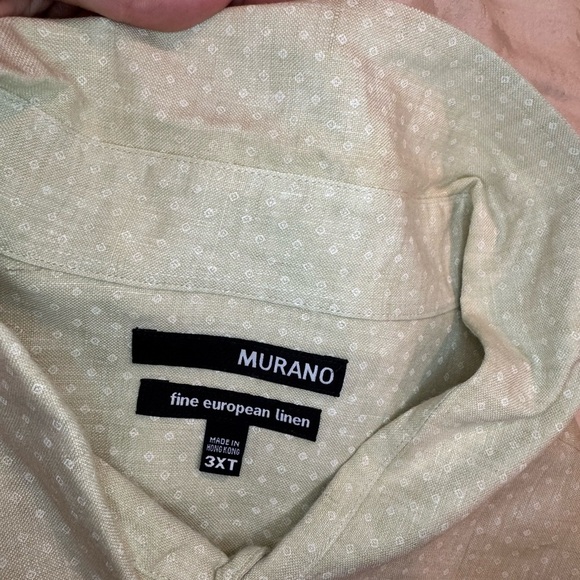 MURANO
fine european linen
MADE IN
HONG KONG
3XT